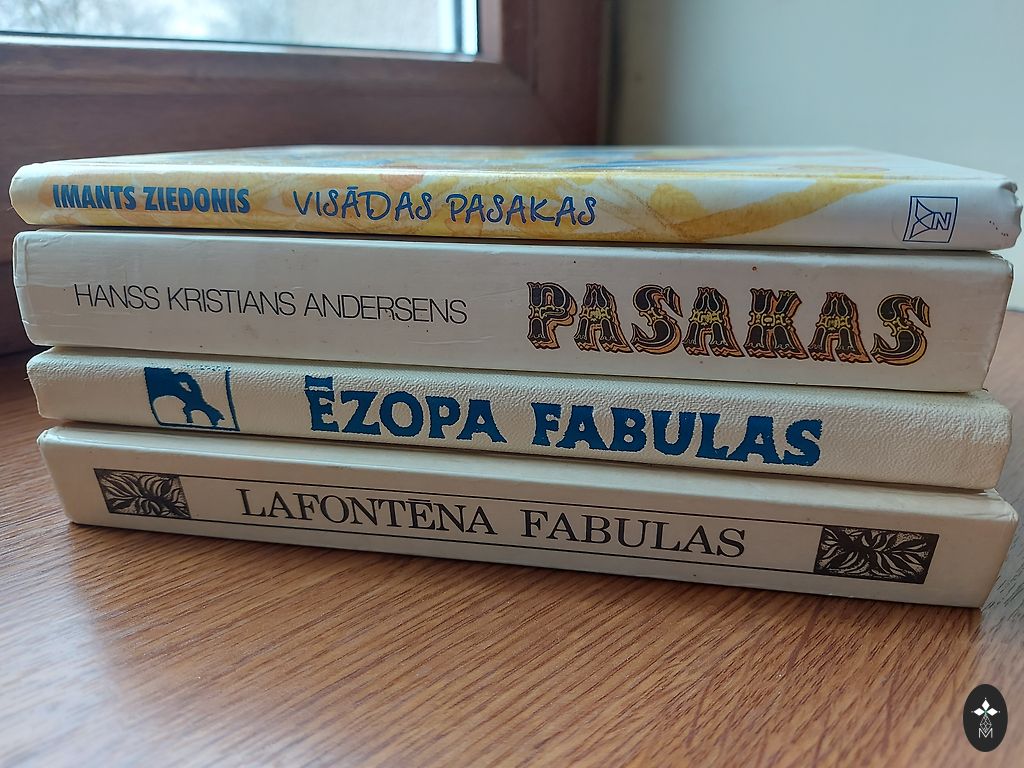 IMANTS ZIEDONIS VISĀDAS PASAKAS
HANSS KRISTIANS ANDERSENS PASAKAS
ĒZOPA FABULAS
LAFONTĒNA FABULAS